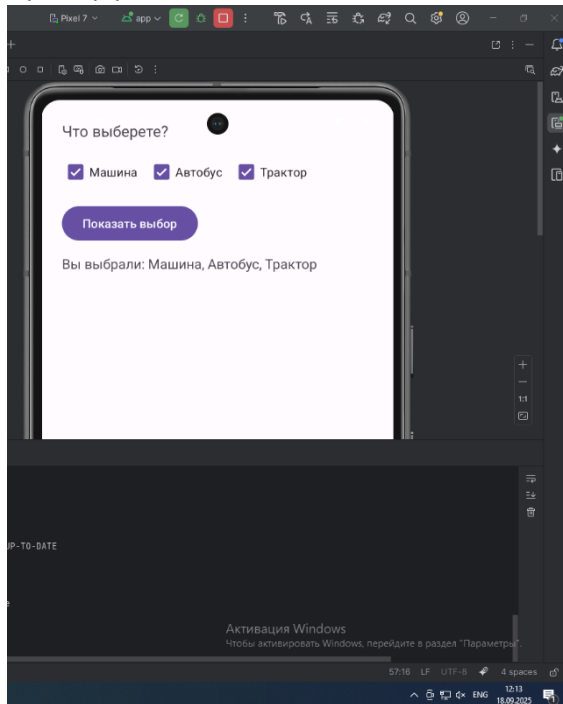 Pixel 7 app
Что выберете?
Машина Автобус Трактор
Показать выбор
Вы выбрали: Машина, Автобус, Трактор
1:1
UP-TO-DATE
Активация Windows
Чтобы активировать Windows, перейдите в раздел "Параметры".
57:16 LF UTF-8 4 spaces
ENG 12:13
18.09.2025